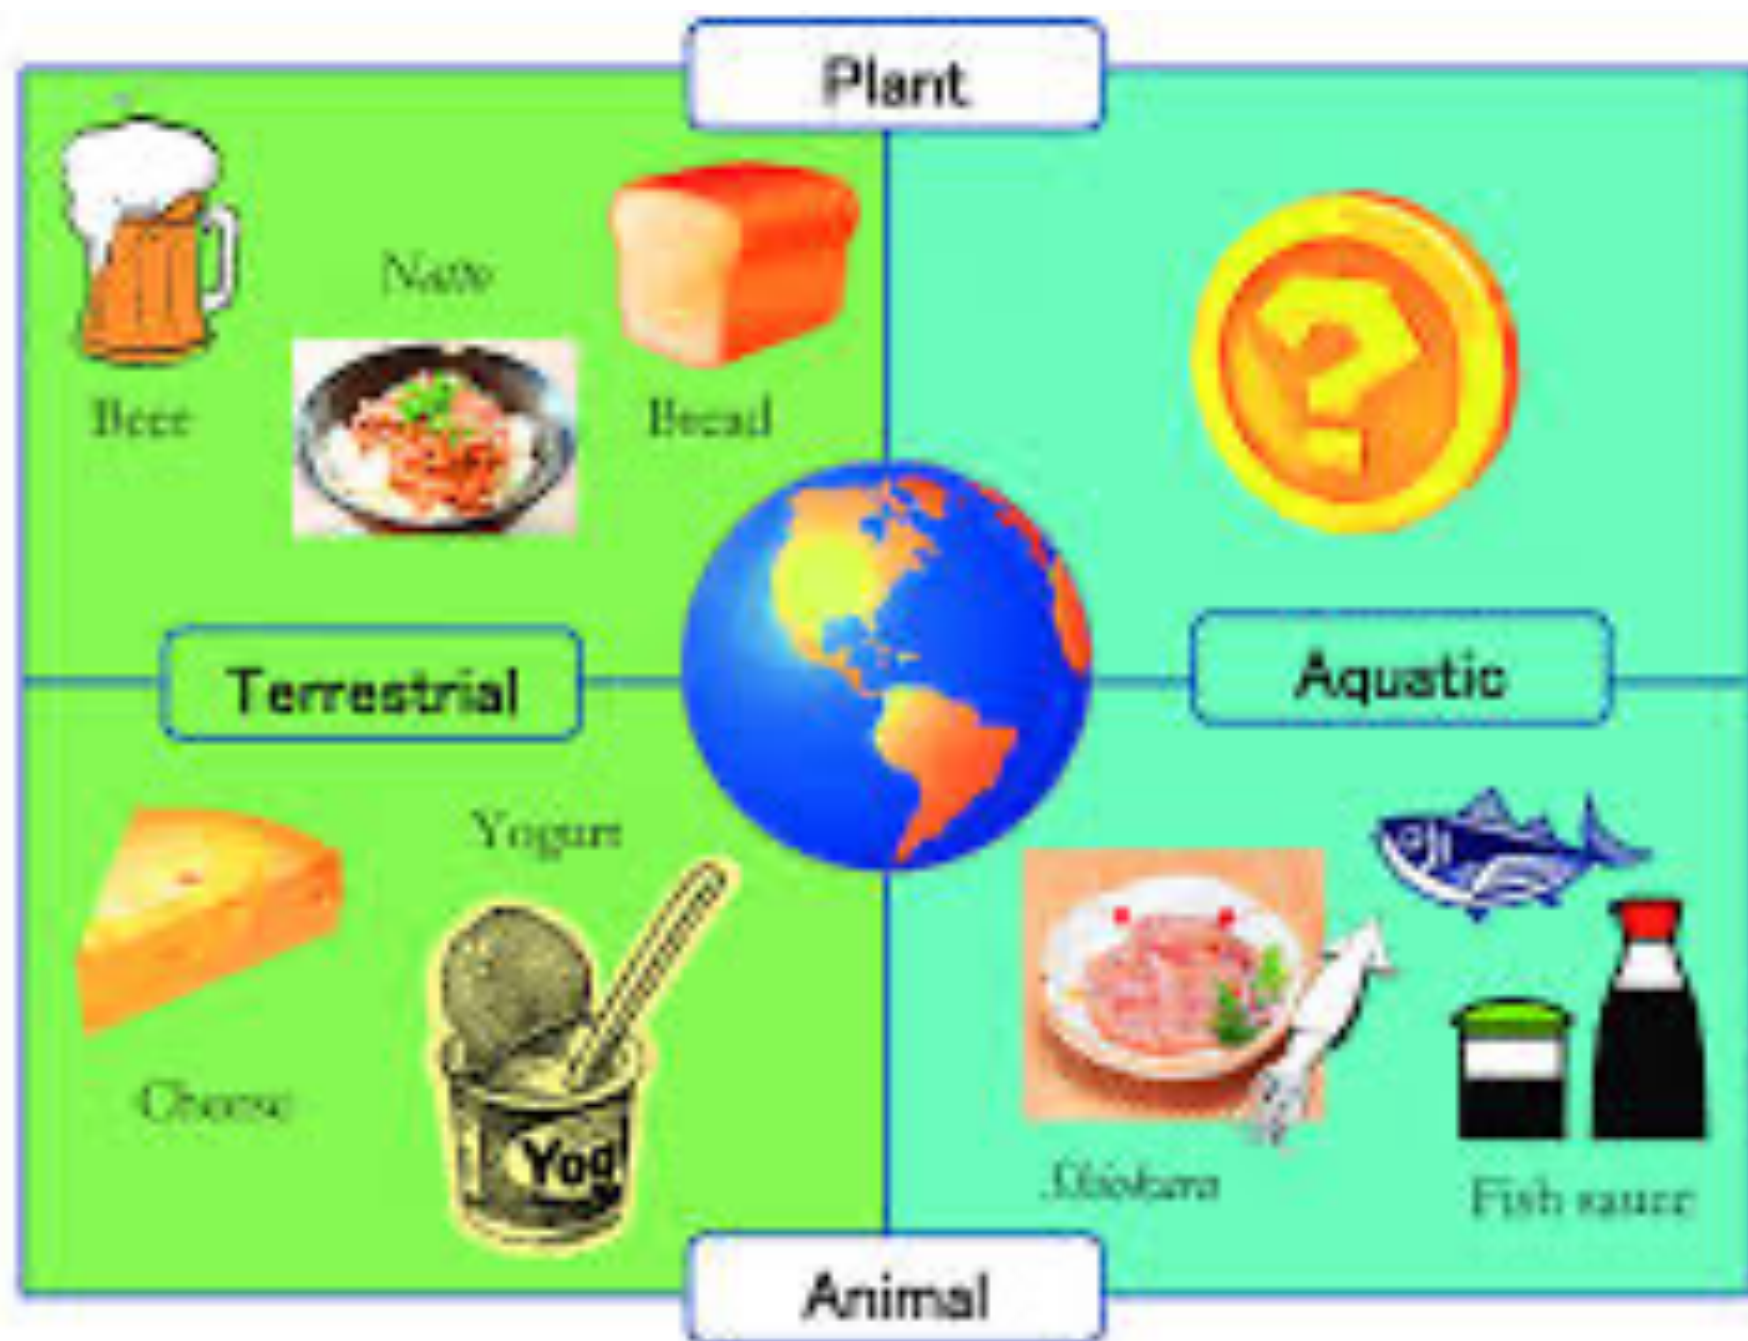 Plant
Natto
Beer
Bread
Terrestrial
Aquatic
Yogurt
Cheese
Yog
Shiokara
Fish sauce
Animal